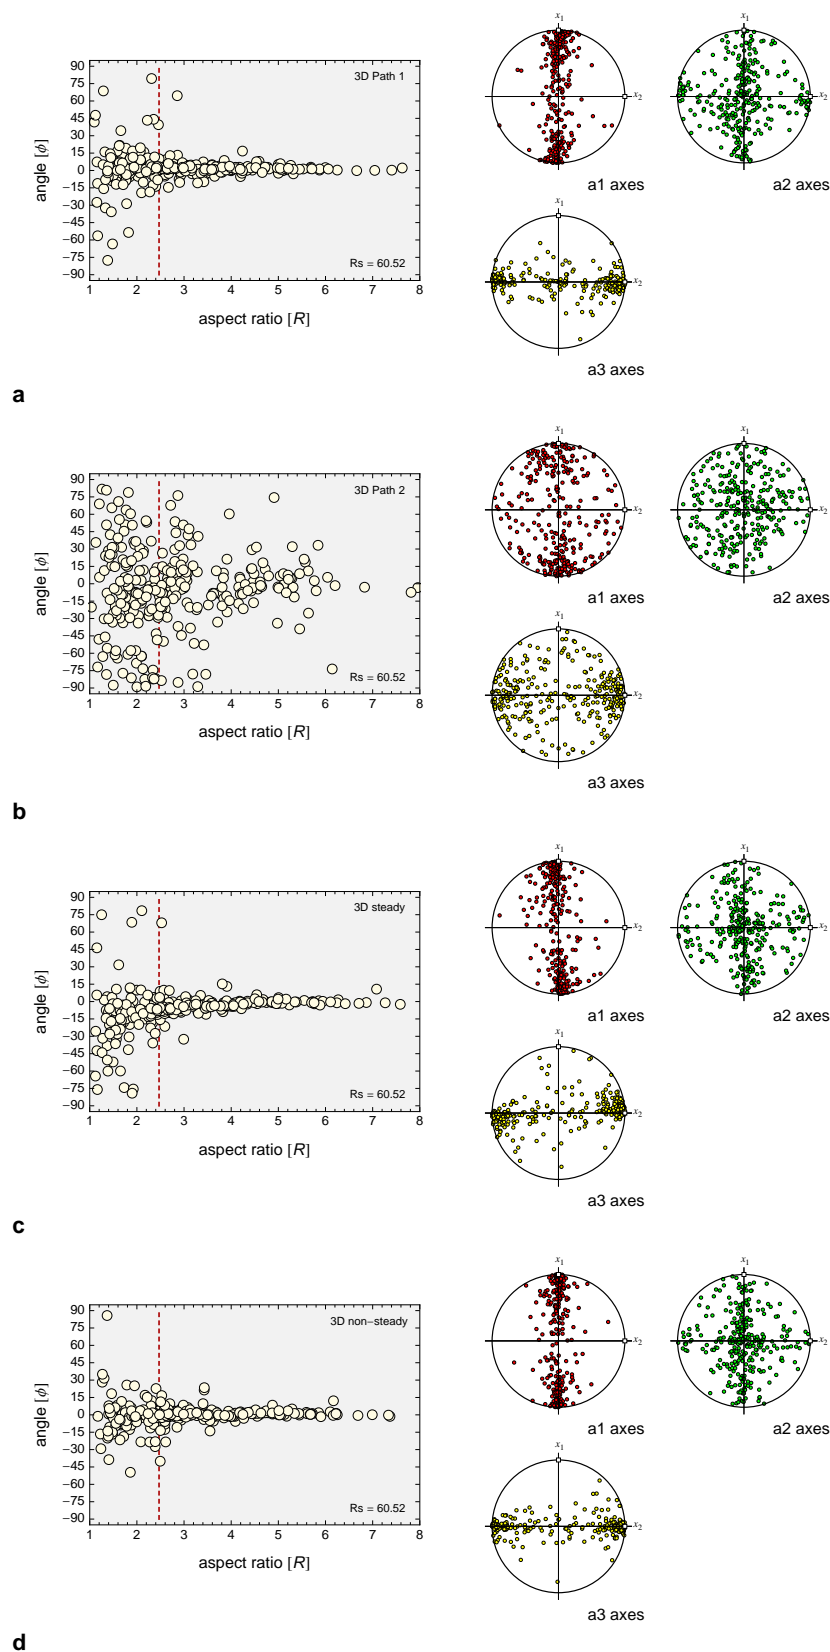 x1
90
75
60
45
30
15
0
−15
−30
−45
−60
−75
−90
angle [ϕ]
3D Path 1
Rs = 60.52
1 2 3 4 5 6 7 8
aspect ratio [R]
x1
x2
a1 axes
x2
a2 axes
x1
x2
a3 axes
a
90
75
60
45
30
15
0
−15
−30
−45
−60
−75
−90
angle [ϕ]
3D Path 2
Rs = 60.52
1 2 3 4 5 6 7 8
aspect ratio [R]
x1
x2
a1 axes
x1
x2
a2 axes
x1
x2
a3 axes
b
90
75
60
45
30
15
0
−15
−30
−45
−60
−75
−90
angle [ϕ]
3D steady
Rs = 60.52
1 2 3 4 5 6 7 8
aspect ratio [R]
x1
x2
a1 axes
x1
x2
a2 axes
x1
x2
a3 axes
c
90
75
60
45
30
15
0
−15
−30
−45
−60
−75
−90
angle [ϕ]
3D non−steady
Rs = 60.52
1 2 3 4 5 6 7 8
aspect ratio [R]
x1
x2
a1 axes
x1
x2
a2 axes
x1
x2
a3 axes
d